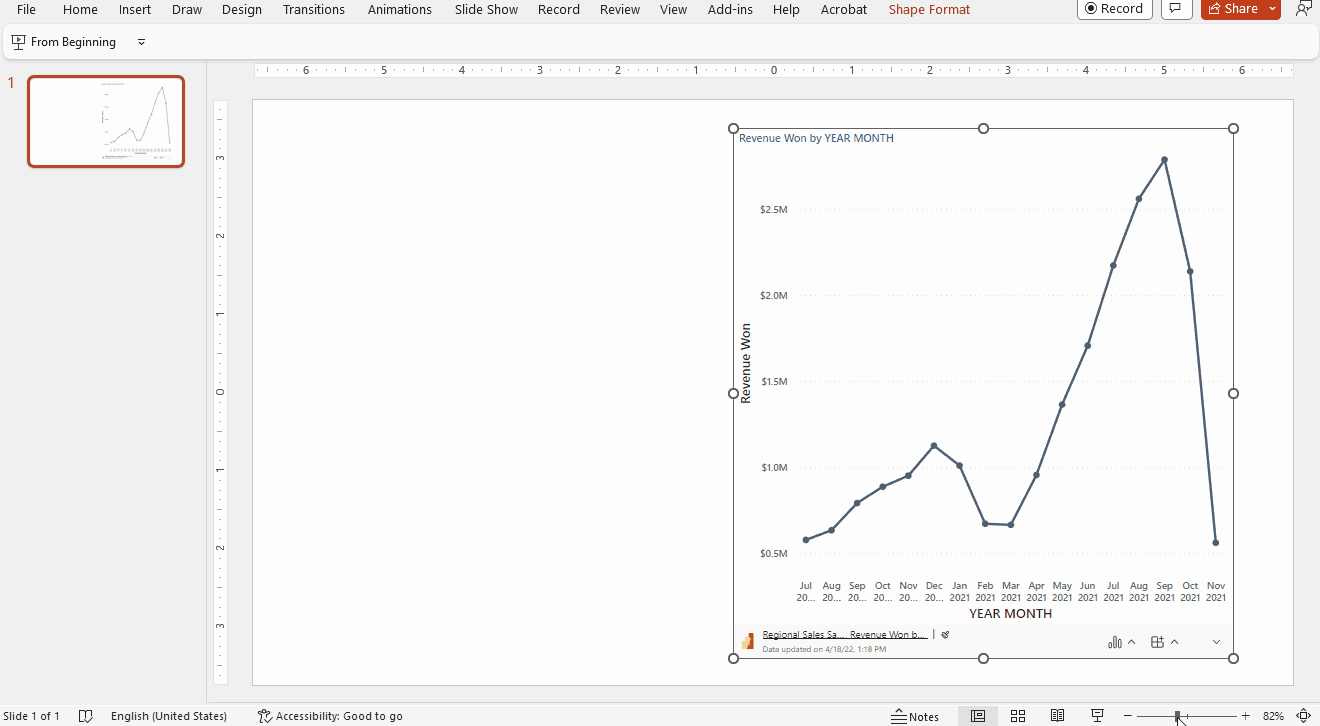 File Home Insert Draw Design Transitions Animations Slide Show Record Review View Add-ins Help Acrobat Shape Format Record Share
From Beginning
6 5 4 3 2 1 0 1 2 3 4 5 6
1
3
2
1
0
1
2
3
Revenue Won by YEAR MONTH
$2.5M
$2.0M
$1.5M
$1.0M
$0.5M
Revenue Won
Jul Aug Sep Oct Nov Dec Jan Feb Mar Apr May Jun Jul Aug Sep Oct Nov
20... 20... 20... 20... 20... 20... 2021 2021 2021 2021 2021 2021 2021 2021 2021 2021 2021
YEAR MONTH
Regional Sales Sa... Revenue Won b...
Data updated on 4/18/22, 1:18 PM
Slide 1 of 1 English (United States) Accessibility: Good to go Notes 82%